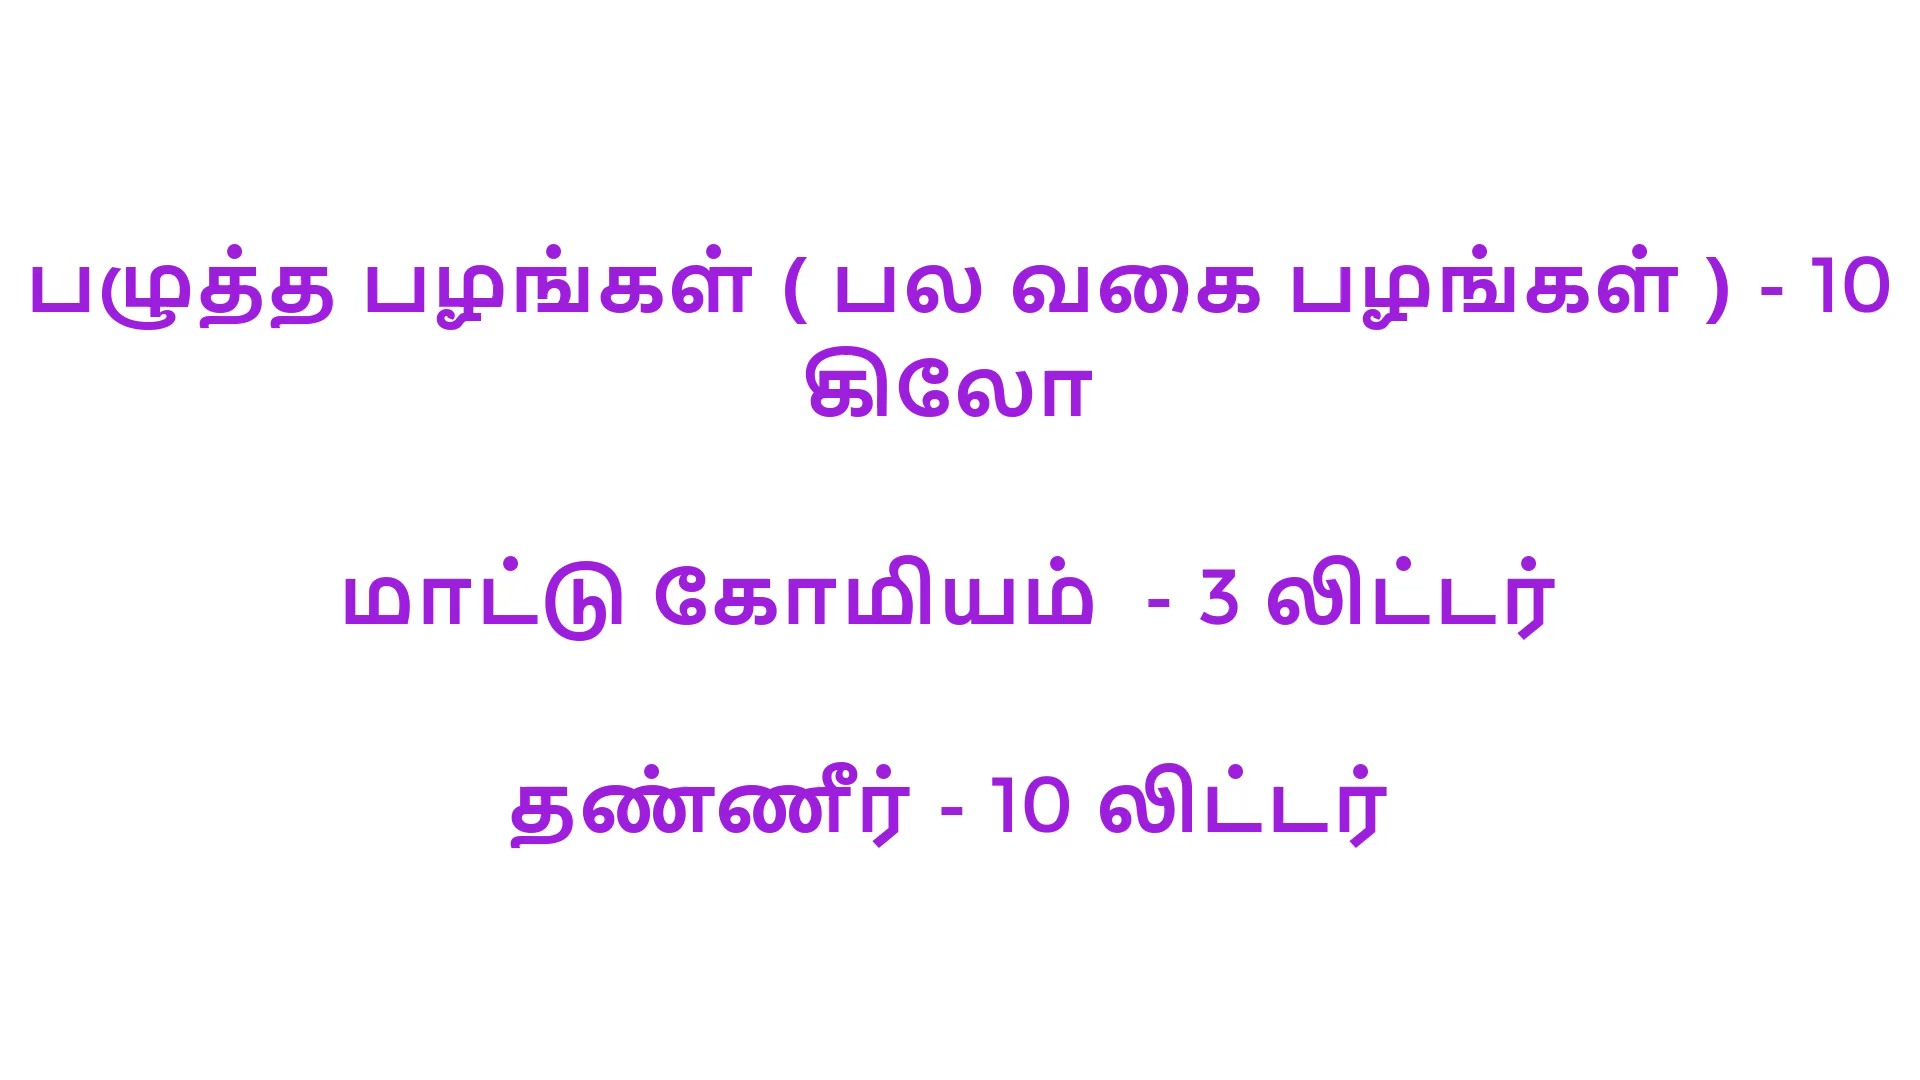 பழுத்த பழங்கள் ( பல வகை பழங்கள் ) - 10
கிலோ
மாட்டு கோமியம் - 3 லிட்டர்
தண்ணீர் - 10 லிட்டர்